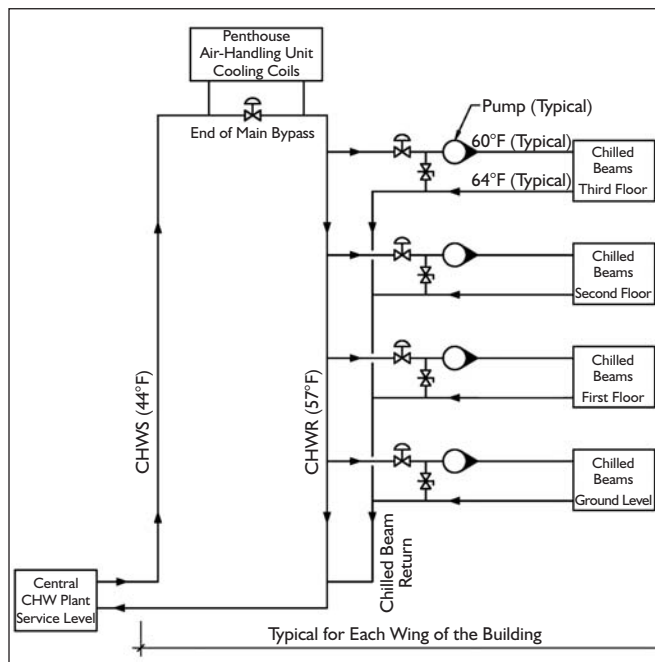 Penthouse
Air-Handling Unit
Cooling Coils
End of Main Bypass
Pump (Typical)
60°F (Typical)
64°F (Typical)
Chilled
Beams
Third Floor
Chilled
Beams
Second Floor
Chilled
Beams
First Floor
Chilled
Beams
Ground Level
CHWS (44°F)
CHWR (57°F)
Chilled Beam
Return
Central
CHW Plant
Service Level
Typical for Each Wing of the Building